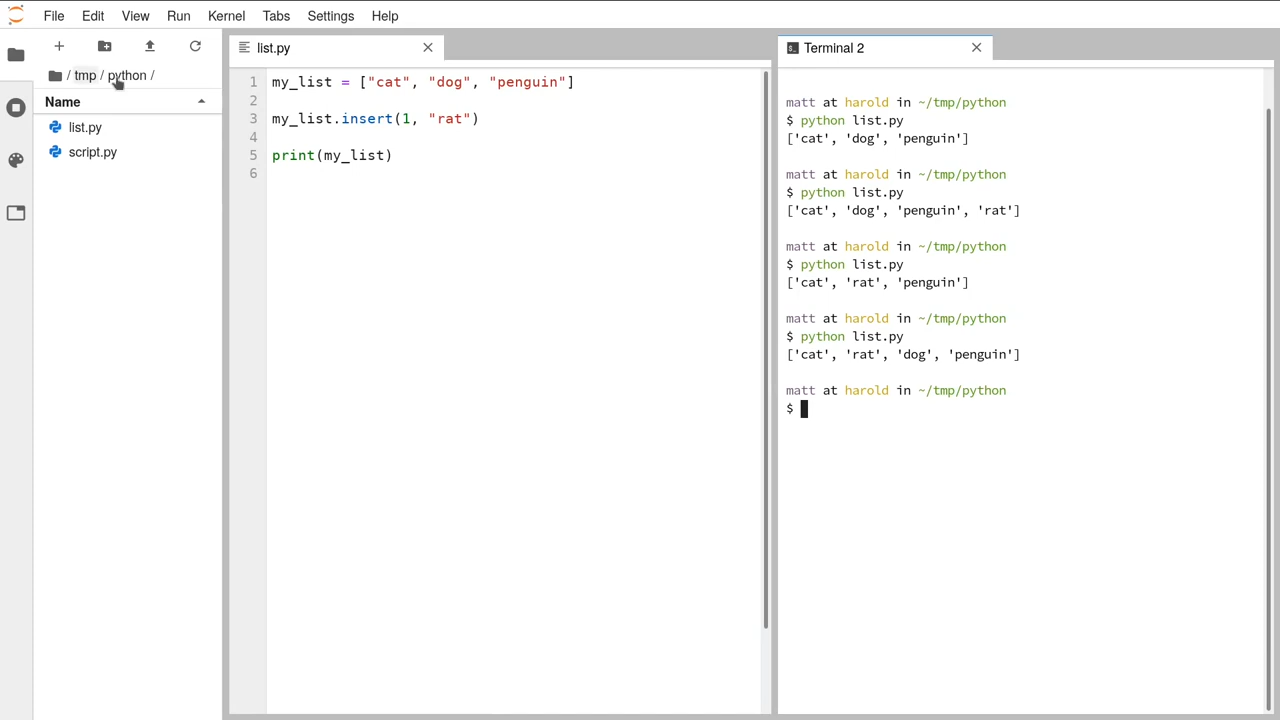 File Edit View Run Kernel Tabs Settings Help
/ tmp / python /
Name
list.py
script.py
list.py
1 my_list = ["cat", "dog", "penguin"]
2
3 my_list.insert(1, "rat")
4
5 print(my_list)
6
Terminal 2
matt at harold in ~/tmp/python
$ python list.py
['cat', 'dog', 'penguin']
matt at harold in ~/tmp/python
$ python list.py
['cat', 'dog', 'penguin', 'rat']
matt at harold in ~/tmp/python
$ python list.py
['cat', 'rat', 'penguin']
matt at harold in ~/tmp/python
$ python list.py
['cat', 'rat', 'dog', 'penguin']
matt at harold in ~/tmp/python
$